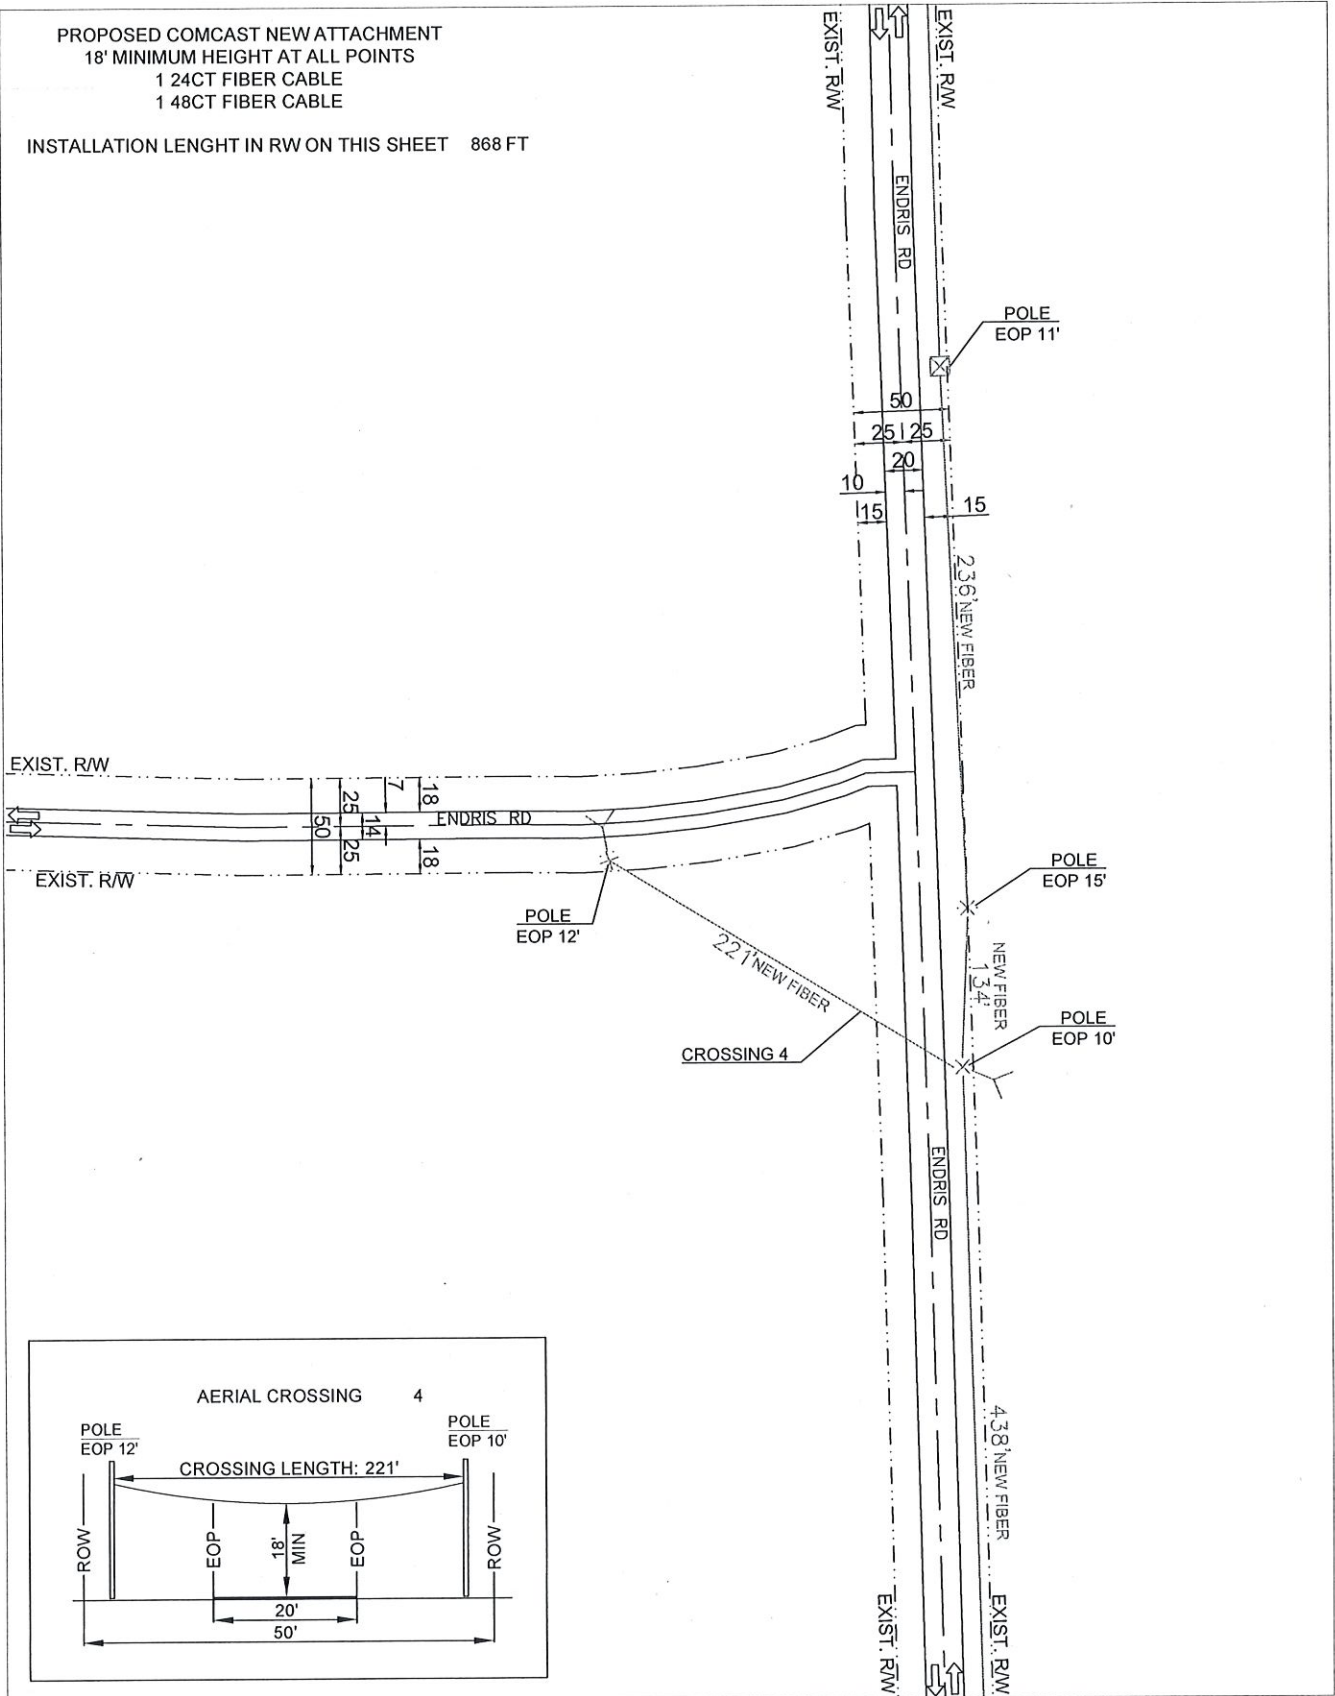 PROPOSED COMCAST NEW ATTACHMENT
18' MINIMUM HEIGHT AT ALL POINTS
1 24CT FIBER CABLE
1 48CT FIBER CABLE
INSTALLATION LENGHT IN RW ON THIS SHEET 868 FT
EXIST. R/W
EXIST. R/W
ENDRIS RD
POLE
EOP 11'
50
25
25
20
10
15
15
236' NEW FIBER
EXIST. R/W
7
18
25
50
14
25
18
ENDRIS RD
EXIST. R/W
POLE
EOP 12'
POLE
EOP 15'
221' NEW FIBER
NEW FIBER
134'
POLE
EOP 10'
CROSSING 4
ENDRIS RD
438' NEW FIBER
EXIST. R/W
EXIST. R/W
AERIAL CROSSING 4
POLE
EOP 12'
POLE
EOP 10'
CROSSING LENGTH: 221'
ROW
EOP
18'
MIN
EOP
ROW
20'
50'